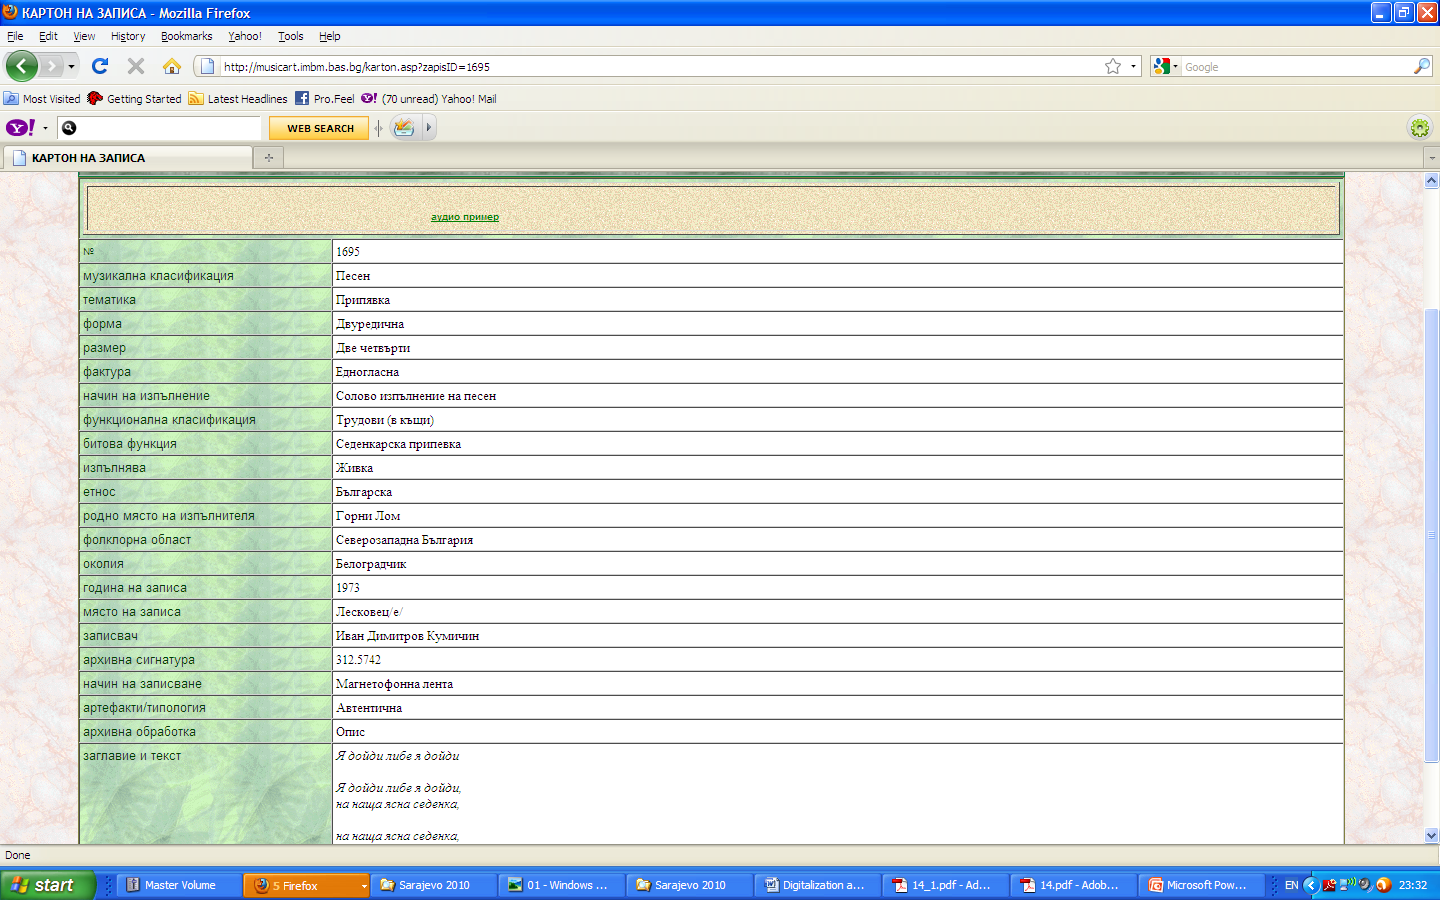 КАРТОН НА ЗАПИСА - Mozilla Firefox
File Edit View History Bookmarks Yahoo! Tools Help
http://musicart.imbm.bas.bg/karton.asp?zapisID=1695
Google
Most Visited Getting Started Latest Headlines Pro.Feel (70 unread) Yahoo! Mail
Y! WEB SEARCH
КАРТОН НА ЗАПИСА
аудио пример
№ 1695
музикална класификация Песен
тематика Припявка
форма Двуредична
размер Две четвърти
фактура Едногласна
начин на изпълнение Солово изпълнение на песен
функционална класификация Трудови (в къщи)
битова функция Седенкарска припевка
изпълнява Живка
етнос Българска
родно място на изпълнителя Горни Лом
фолклорна област Северозападна България
околия Белоградчик
година на записа 1973
място на записа Лесковец/е/
записвач Иван Димитров Кумичин
архивна сигнатура 312.5742
начин на записване Магнетофонна лента
артефакти/типология Автентична
архивна обработка Опис
заглавие и текст Я дойди либе я дойди
Я дойди либе я дойди,
на наща ясна седенка,
на наща ясна седенка,
Done
start Master Volume 5 Firefox Sarajevo 2010 01 - Windows ... Sarajevo 2010 Digitalization a... 14_1.pdf - Ad... 14.pdf - Adob... Microsoft Pow... EN 23:32